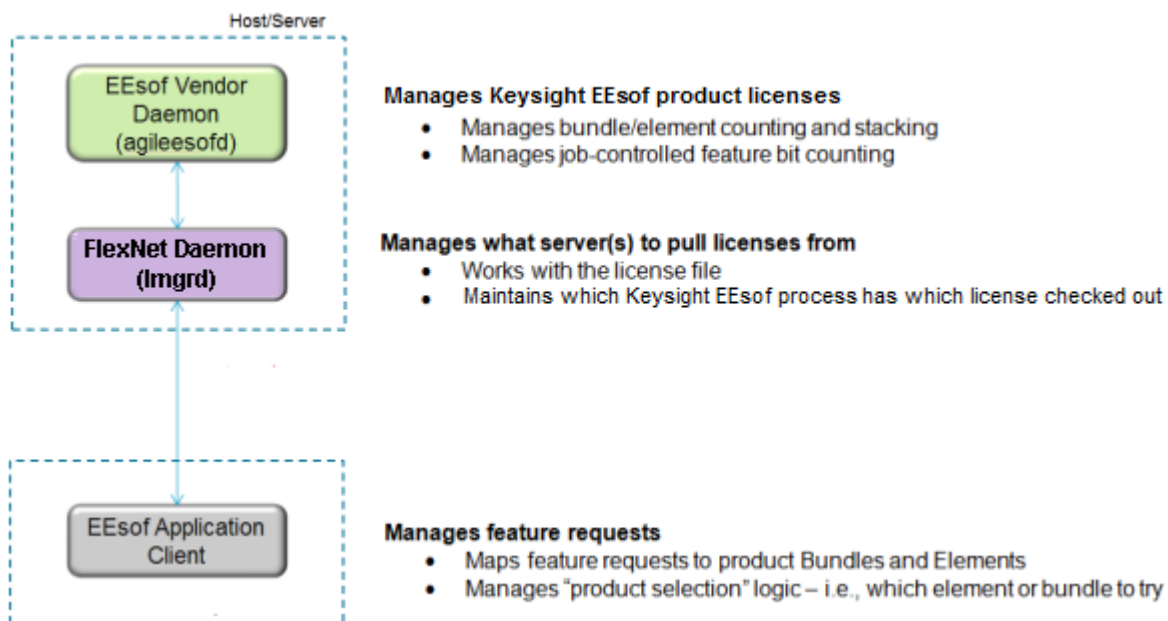 Host/Server
EEsof Vendor
Daemon
(agileesofd)
Manages Keysight EEsof product licenses
• Manages bundle/element counting and stacking
• Manages job-controlled feature bit counting
FlexNet Daemon
(lmgrd)
Manages what server(s) to pull licenses from
• Works with the license file
• Maintains which Keysight EEsof process has which license checked out
EEsof Application
Client
Manages feature requests
• Maps feature requests to product Bundles and Elements
• Manages “product selection” logic – i.e., which element or bundle to try